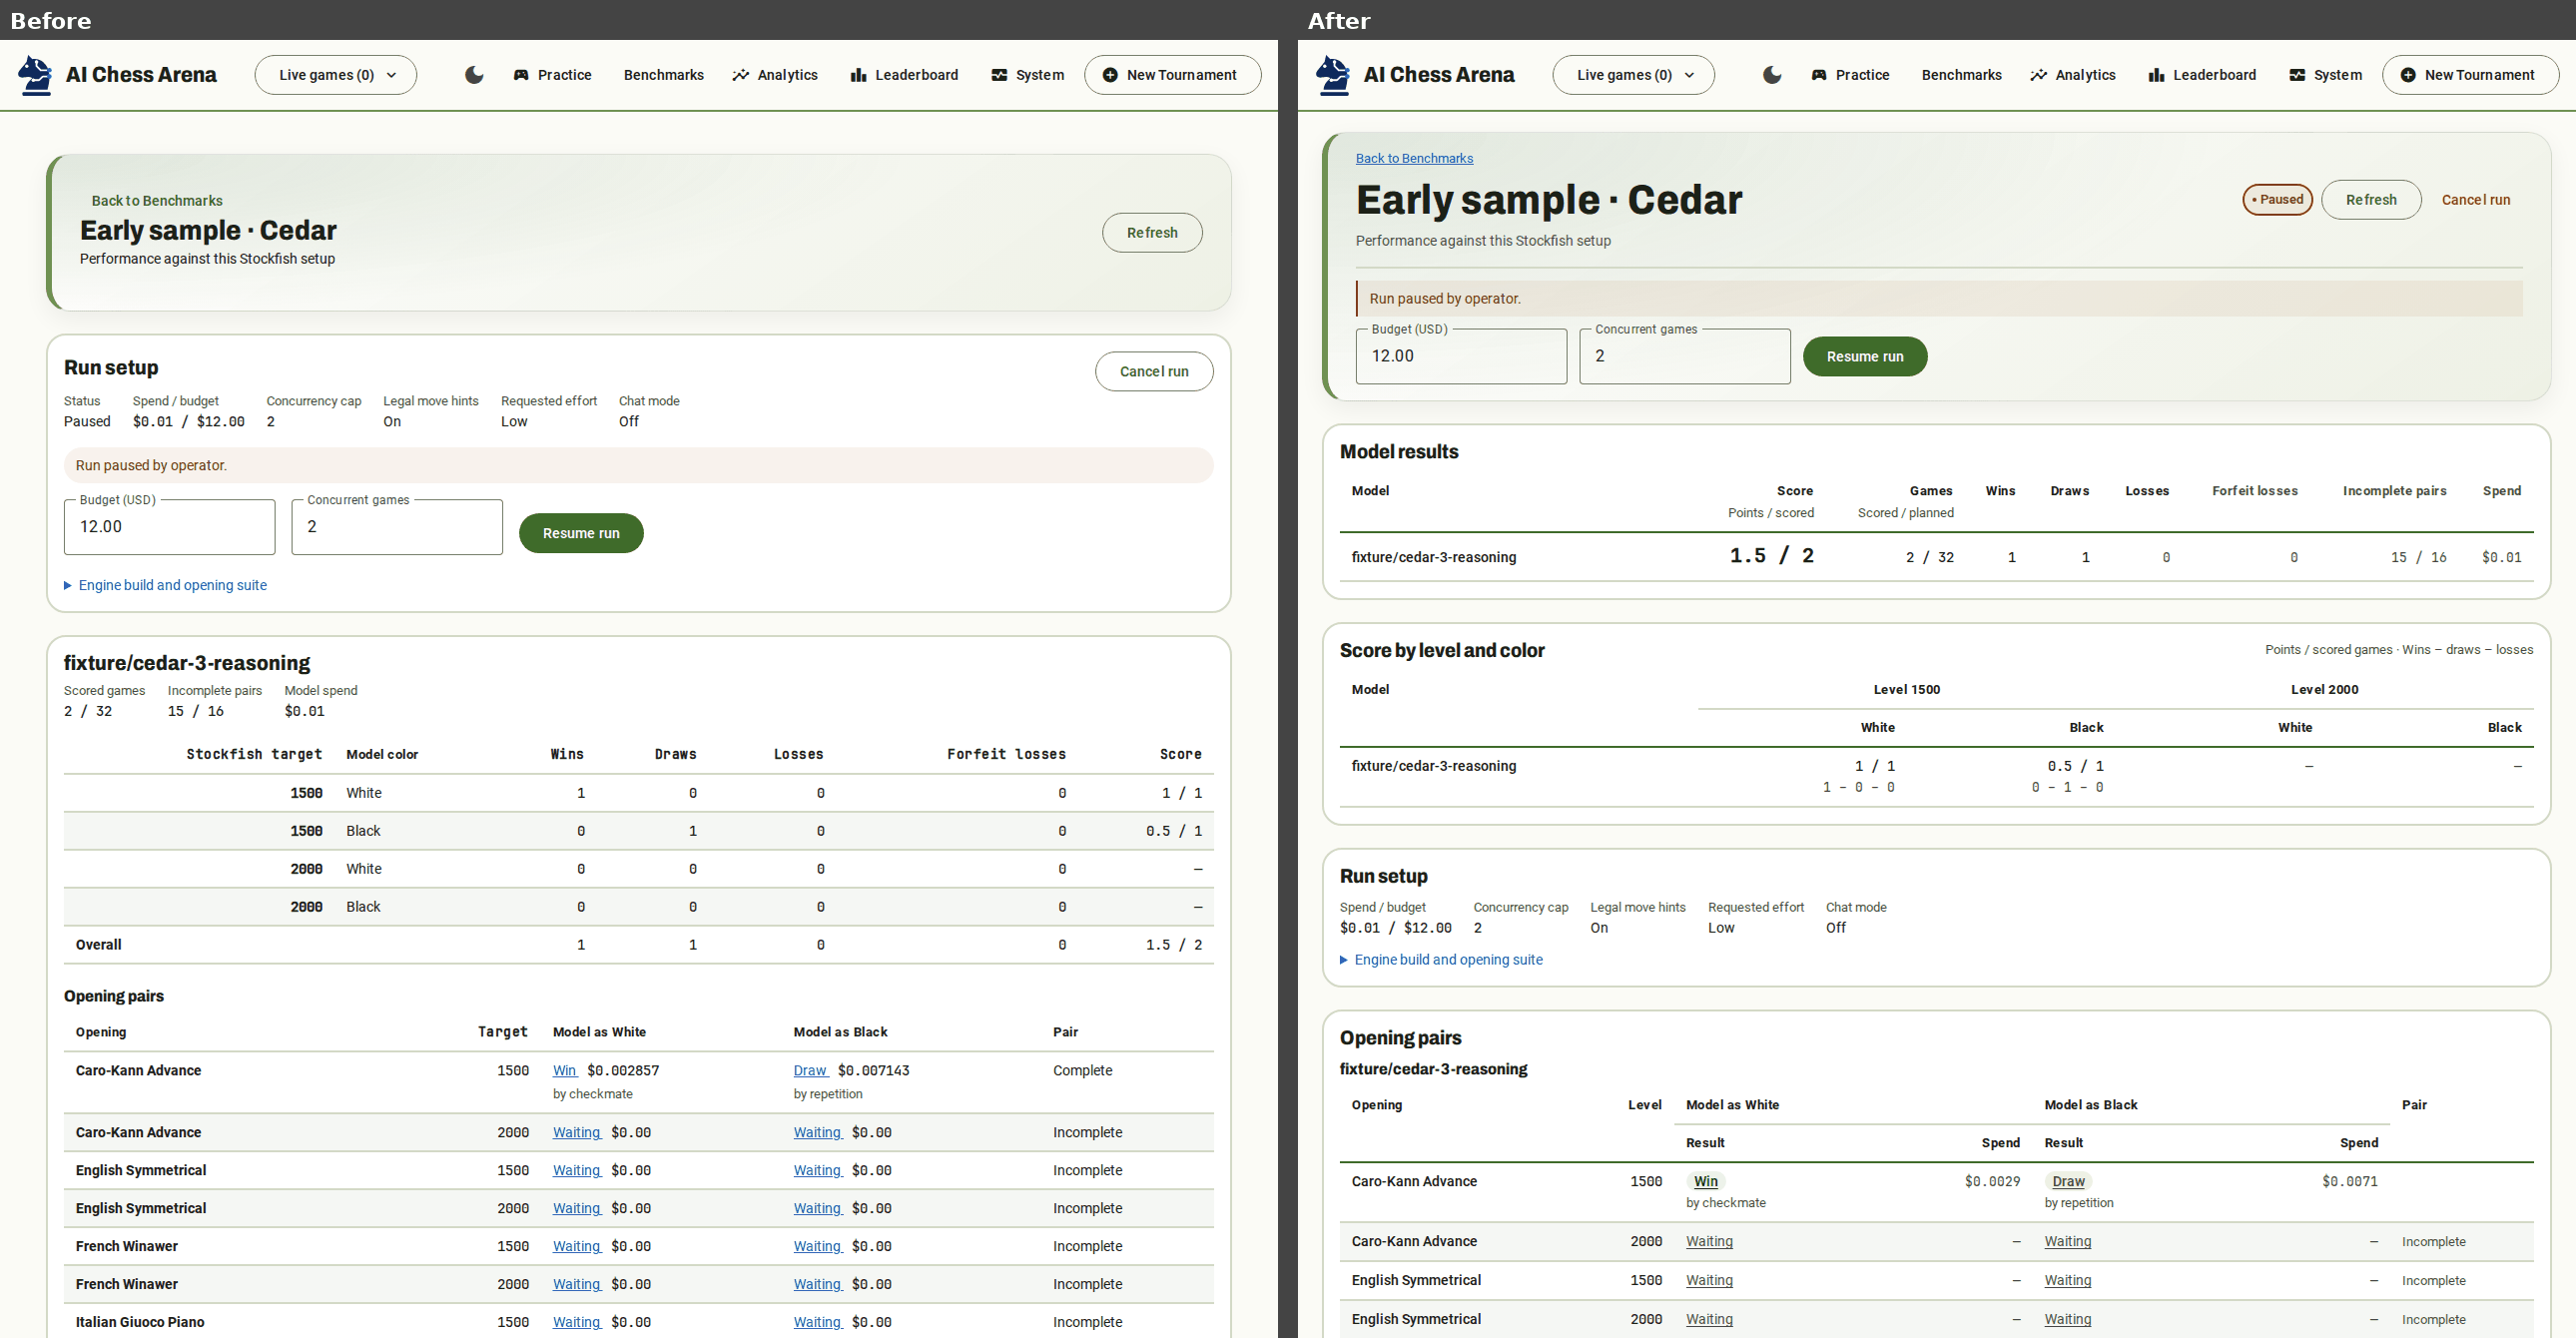 Before
AI Chess Arena
Live games (0)
Practice
Benchmarks
Analytics
Leaderboard
System
New Tournament
Back to Benchmarks
Early sample · Cedar
Performance against this Stockfish setup
Refresh
Run setup
Cancel run
Status Spend / budget Concurrency cap Legal move hints Requested effort Chat mode
Paused $0.01 / $12.00 2 On Low Off
Run paused by operator.
Budget (USD) Concurrent games
12.00 2 Resume run
▶ Engine build and opening suite
fixture/cedar-3-reasoning
Scored games Incomplete pairs Model spend
2 / 32 15 / 16 $0.01
Stockfish target Model color Wins Draws Losses Forfeit losses Score
1500 White 1 0 0 0 1 / 1
1500 Black 0 1 0 0 0.5 / 1
2000 White 0 0 0 0 —
2000 Black 0 0 0 0 —
Overall 1 1 0 0 1.5 / 2
Opening pairs
Opening Target Model as White Model as Black Pair
Caro-Kann Advance 1500 Win $0.002857 Draw $0.007143 Complete
by checkmate by repetition
Caro-Kann Advance 2000 Waiting $0.00 Waiting $0.00 Incomplete
English Symmetrical 1500 Waiting $0.00 Waiting $0.00 Incomplete
English Symmetrical 2000 Waiting $0.00 Waiting $0.00 Incomplete
French Winawer 1500 Waiting $0.00 Waiting $0.00 Incomplete
French Winawer 2000 Waiting $0.00 Waiting $0.00 Incomplete
Italian Giuoco Piano 1500 Waiting $0.00 Waiting $0.00 Incomplete
After
AI Chess Arena
Live games (0)
Practice
Benchmarks
Analytics
Leaderboard
System
New Tournament
Back to Benchmarks
Early sample · Cedar
• Paused Refresh Cancel run
Performance against this Stockfish setup
Run paused by operator.
Budget (USD) Concurrent games
12.00 2 Resume run
Model results
Model Score Games Wins Draws Losses Forfeit losses Incomplete pairs Spend
Points / scored Scored / planned
fixture/cedar-3-reasoning 1.5 / 2 2 / 32 1 1 0 0 15 / 16 $0.01
Score by level and color Points / scored games · Wins – draws – losses
Model Level 1500 Level 2000
White Black White Black
fixture/cedar-3-reasoning 1 / 1 0.5 / 1 — —
1 – 0 – 0 0 – 1 – 0
Run setup
Spend / budget Concurrency cap Legal move hints Requested effort Chat mode
$0.01 / $12.00 2 On Low Off
▶ Engine build and opening suite
Opening pairs
fixture/cedar-3-reasoning
Opening Level Model as White Model as Black Pair
Result Spend Result Spend
Caro-Kann Advance 1500 Win $0.0029 Draw $0.0071
by checkmate by repetition
Caro-Kann Advance 2000 Waiting — Waiting — Incomplete
English Symmetrical 1500 Waiting — Waiting — Incomplete
English Symmetrical 2000 Waiting — Waiting — Incomplete